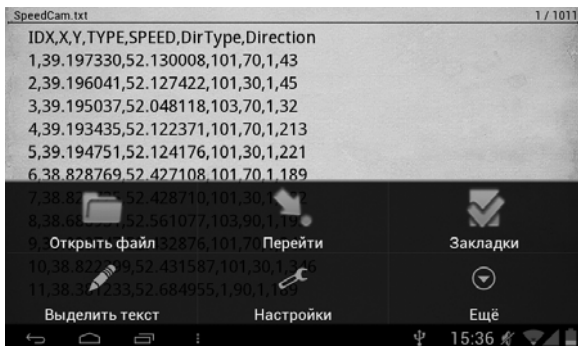 SpeedCam.txt 1 / 1011
IDX,X,Y,TYPE,SPEED,DirType,Direction
1,39.197330,52.130008,101,70,1,43
2,39.196041,52.127422,101,30,1,45
3,39.195037,52.048118,103,70,1,32
4,39.193435,52.122371,101,70,1,213
5,39.194751,52.124176,101,30,1,221
6,38.828769,52.427108,101,70,1,189
Открыть файл Перейти Закладки
Выделить текст Настройки Ещё
15:36